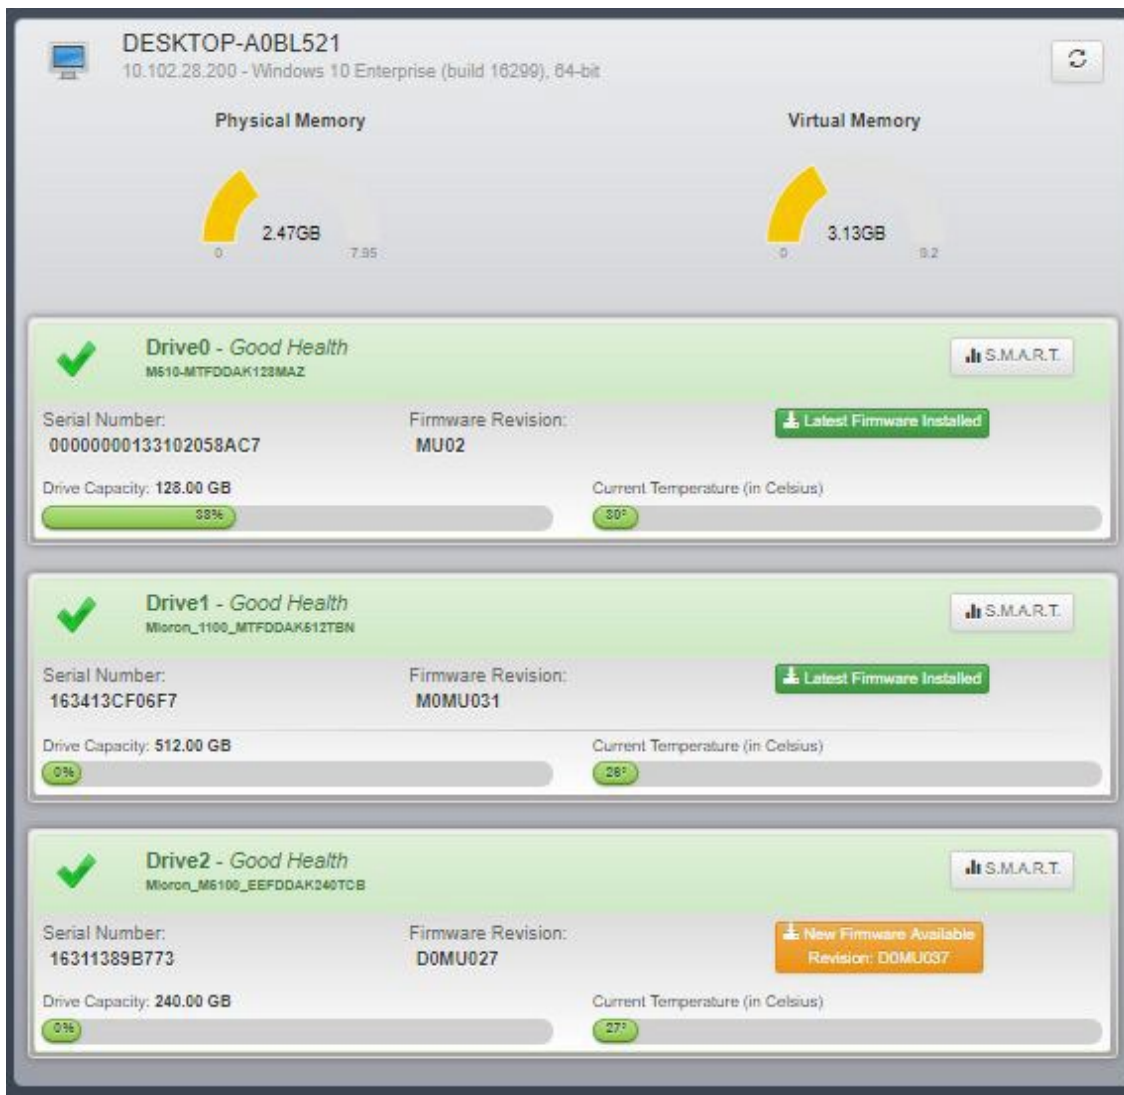 DESKTOP-A0BL521
10.102.28.200 - Windows 10 Enterprise (build 16299), 64-bit
Physical Memory
Virtual Memory
2.47GB
0
7.95
3.13GB
0
9.2
Drive0 - Good Health
S.M.A.R.T.
M510-MTFDDAK128MAZ
Serial Number:
Firmware Revision:
Latest Firmware Installed
00000000133102058AC7
MU02
Drive Capacity: 128.00 GB
Current Temperature (in Celsius)
38%
30°
Drive1 - Good Health
S.M.A.R.T.
Micron_1100_MTFDDAK512TBN
Serial Number:
Firmware Revision:
Latest Firmware Installed
163413CF06F7
M0MU031
Drive Capacity: 512.00 GB
Current Temperature (in Celsius)
0%
28°
Drive2 - Good Health
S.M.A.R.T.
Micron_M5100_EEFDDAK240TCB
Serial Number:
Firmware Revision:
New Firmware Available
Revision: D0MU037
16311389B773
D0MU027
Drive Capacity: 240.00 GB
Current Temperature (in Celsius)
0%
27°